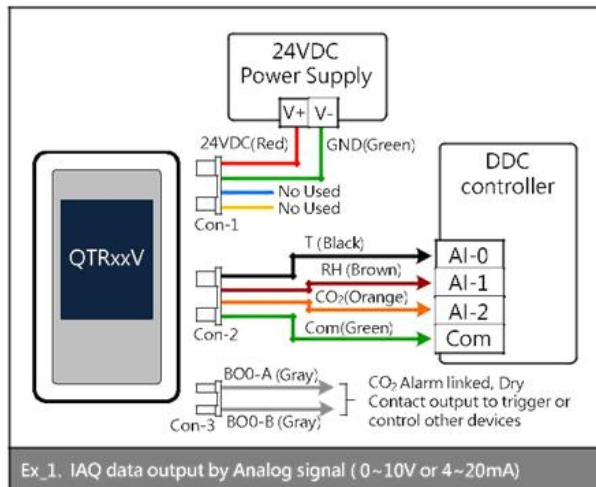 24VDC
Power Supply
V+ V-
24VDC(Red)
GND(Green)
No Used
No Used
Con-1
QTRxxV
DDC
controller
T (Black)
AI-0
RH (Brown)
AI-1
CO₂(Orange)
AI-2
Com(Green)
Com
Con-2
BO0-A (Gray)
BO0-B (Gray)
Con-3
CO₂ Alarm linked, Dry
Contact output to trigger or
control other devices
Ex_1. IAQ data output by Analog signal ( 0~10V or 4~20mA)